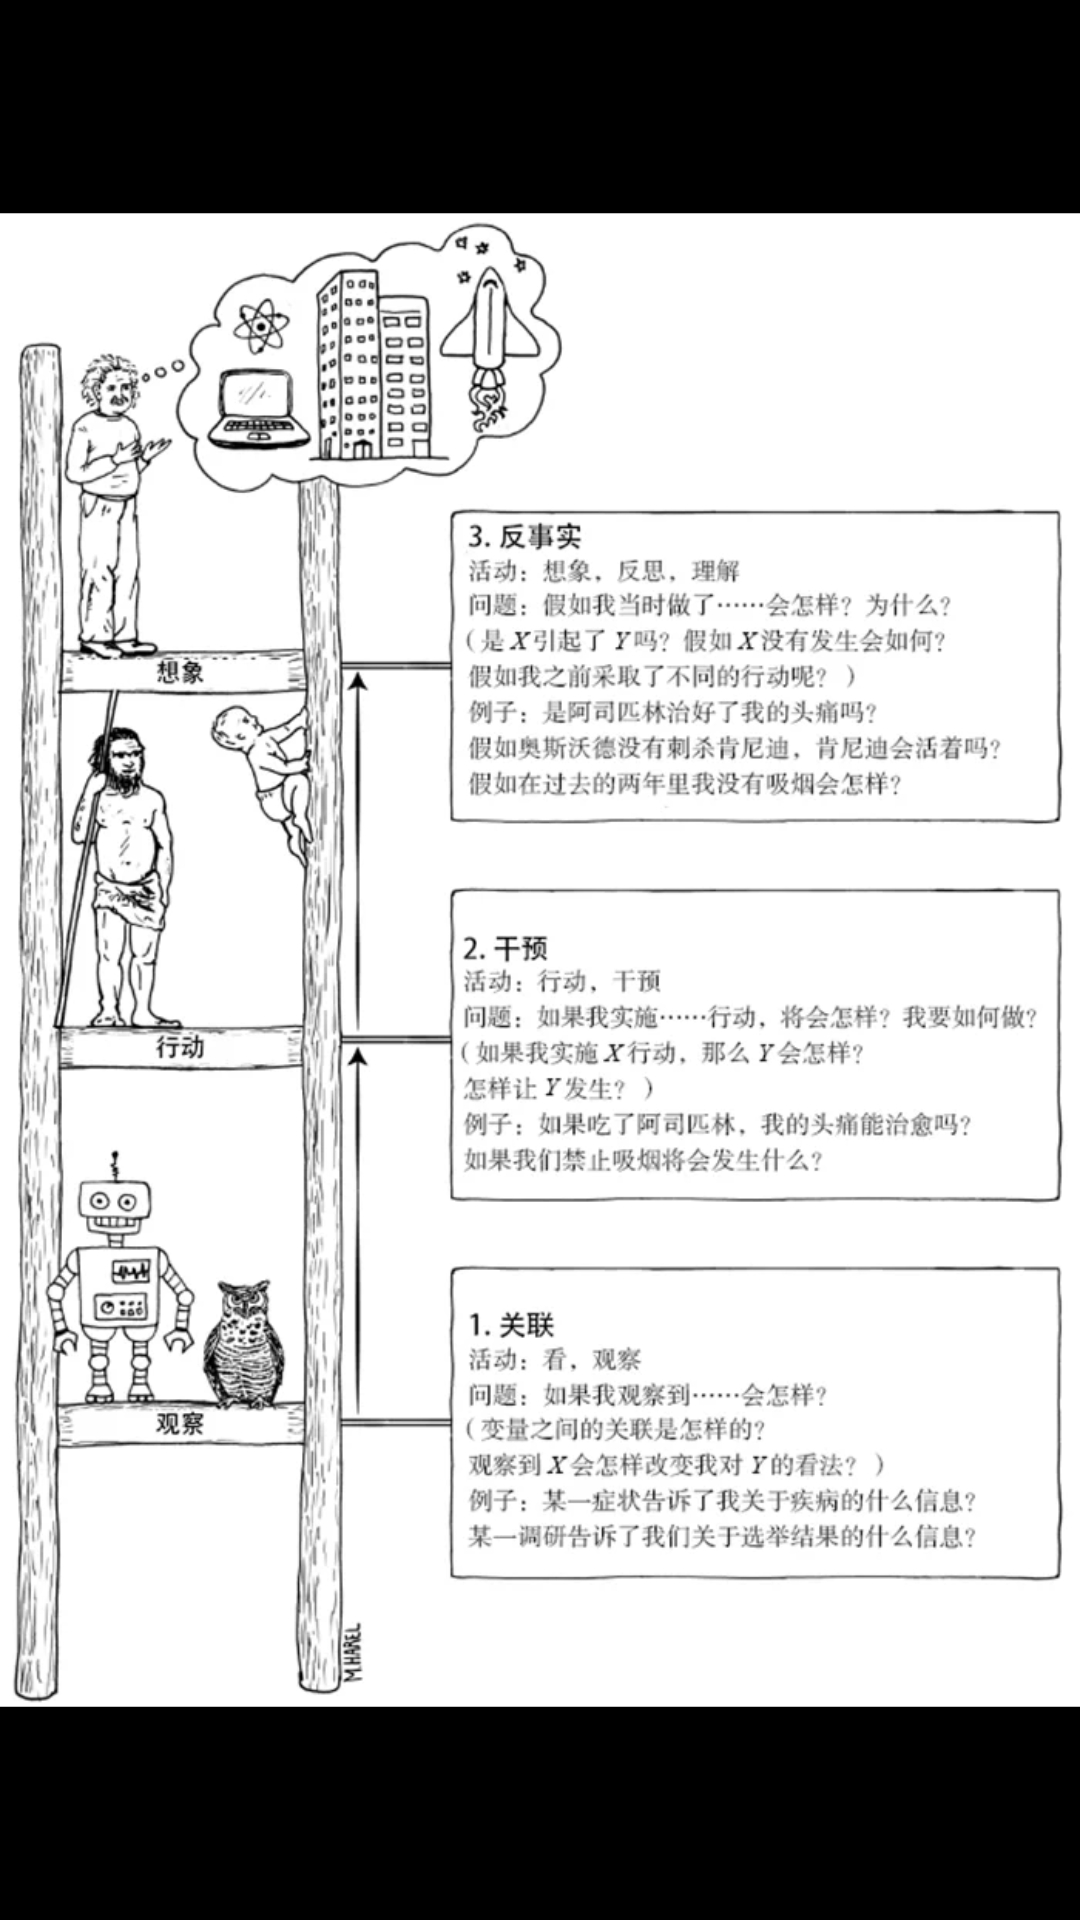 3. 反事实
活动：想象，反思，理解
问题：假如我当时做了……会怎样？为什么？
（是X引起了Y吗？假如X没有发生会如何？
假如我之前采取了不同的行动呢？）
例子：是阿司匹林治好了我的头痛吗？
假如奥斯沃德没有刺杀肯尼迪，肯尼迪会活着吗？
假如在过去的两年里我没有吸烟会怎样？
想象
2. 干预
活动：行动，干预
问题：如果我实施……行动，将会怎样？我要如何做？
（如果我实施X行动，那么Y会怎样？
怎样让Y发生？）
例子：如果吃了阿司匹林，我的头痛能治愈吗？
如果我们禁止吸烟将会发生什么？
行动
1. 关联
活动：看，观察
问题：如果我观察到……会怎样？
（变量之间的关联是怎样的？
观察到X会怎样改变我对Y的看法？）
例子：某一症状告诉了我关于疾病的什么信息？
某一调研告诉了我们关于选举结果的什么信息？
观察
M.HAREL